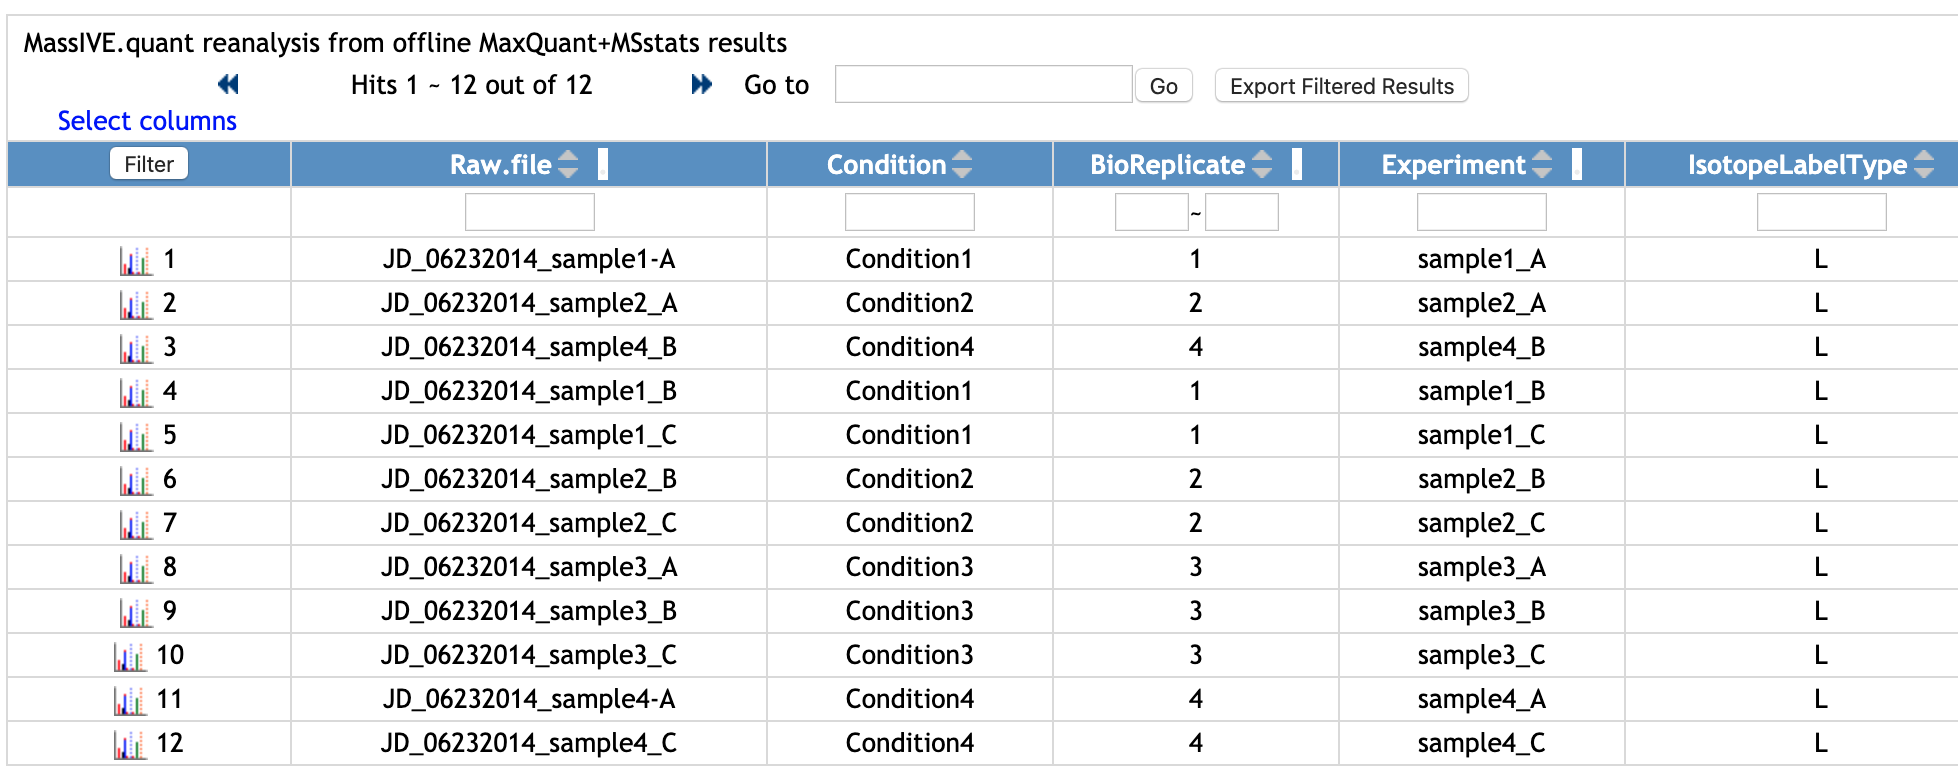 MassIVE.quant reanalysis from offline MaxQuant+MSstats results
Hits 1 ~ 12 out of 12 Go to Go Export Filtered Results
Select columns
Filter Raw.file Condition BioReplicate Experiment IsotopeLabelType
~
1 JD_06232014_sample1-A Condition1 1 sample1_A L
2 JD_06232014_sample2_A Condition2 2 sample2_A L
3 JD_06232014_sample4_B Condition4 4 sample4_B L
4 JD_06232014_sample1_B Condition1 1 sample1_B L
5 JD_06232014_sample1_C Condition1 1 sample1_C L
6 JD_06232014_sample2_B Condition2 2 sample2_B L
7 JD_06232014_sample2_C Condition2 2 sample2_C L
8 JD_06232014_sample3_A Condition3 3 sample3_A L
9 JD_06232014_sample3_B Condition3 3 sample3_B L
10 JD_06232014_sample3_C Condition3 3 sample3_C L
11 JD_06232014_sample4-A Condition4 4 sample4_A L
12 JD_06232014_sample4_C Condition4 4 sample4_C L